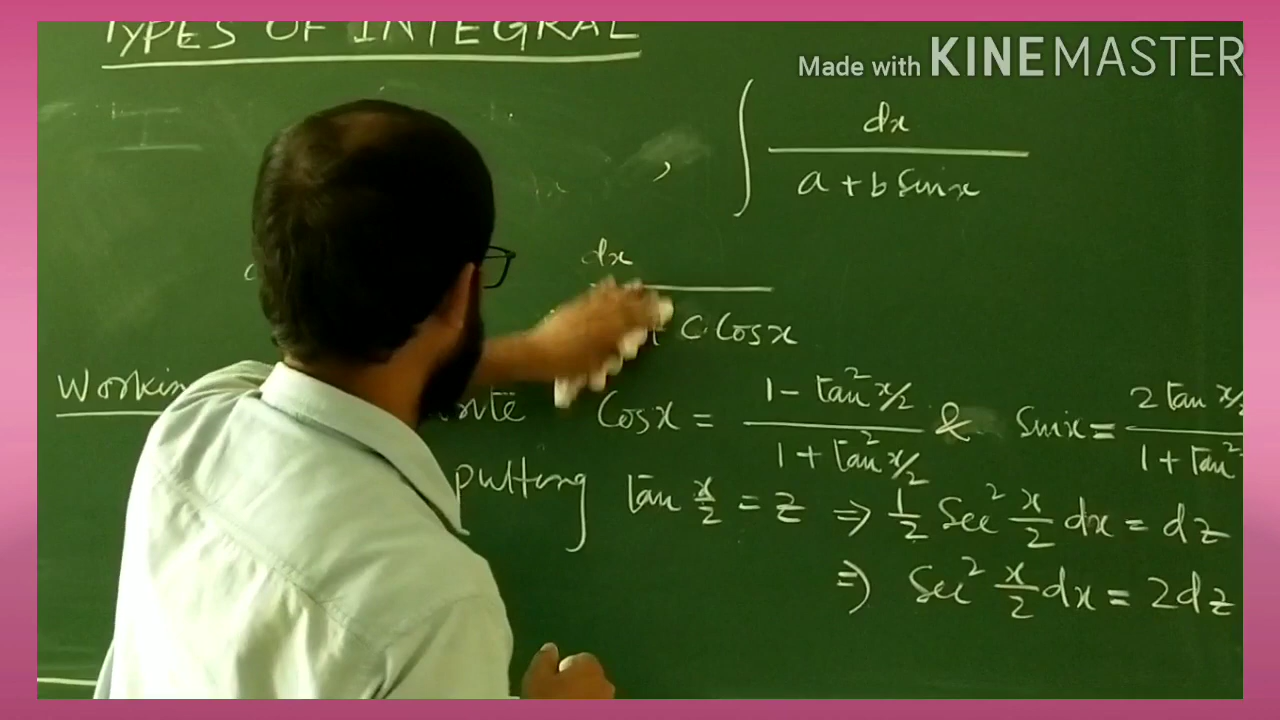 TYPES OF INTEGRAL
Made with KINEMASTER
, ∫ dx / (a + b sinx)
dx / + c cosx
Workin
Cosx = (1 - tan² x/2) / (1 + tan² x/2) & Sinx = 2 tan x/2 / 1 + tan²
putting tan x/2 = z ⇒ 1/2 Sec² x/2 dx = dz
⇒ Sec² x/2 dx = 2dz